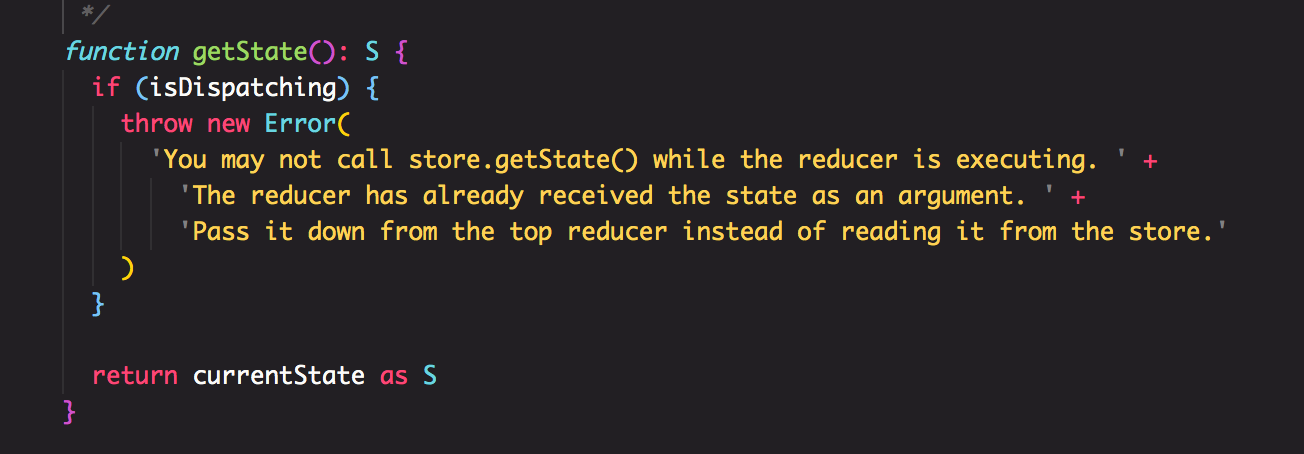 */
function getState(): S {
if (isDispatching) {
throw new Error(
'You may not call store.getState() while the reducer is executing. ' +
'The reducer has already received the state as an argument. ' +
'Pass it down from the top reducer instead of reading it from the store.'
)
}
return currentState as S
}